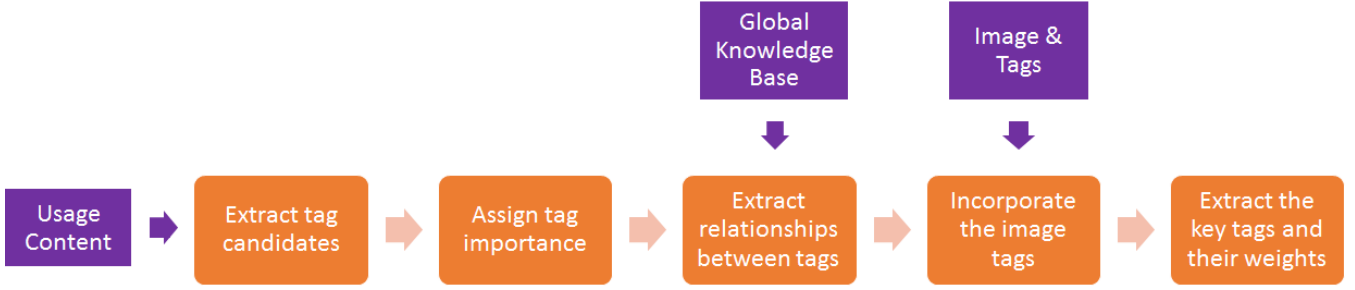 Global
Knowledge
Base
Image &
Tags
Usage
Content
Extract tag
candidates
Assign tag
importance
Extract
relationships
between tags
Incorporate
the image
tags
Extract the
key tags and
their weights